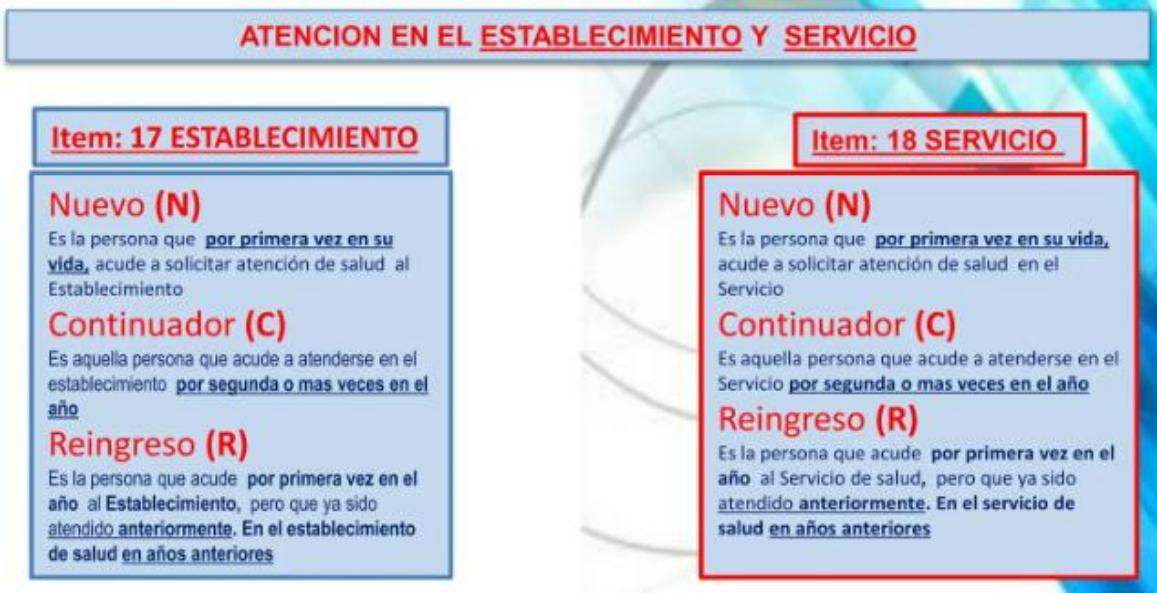 ATENCION EN EL ESTABLECIMIENTO Y SERVICIO
Item: 17 ESTABLECIMIENTO
Nuevo (N)
Es la persona que por primera vez en su
vida, acude a solicitar atención de salud al
Establecimiento
Continuador (C)
Es aquella persona que acude a atenderse en el
establecimiento por segunda o mas veces en el
año
Reingreso (R)
Es la persona que acude por primera vez en el
año al Establecimiento, pero que ya sido
atendido anteriormente. En el establecimiento
de salud en años anteriores
Item: 18 SERVICIO
Nuevo (N)
Es la persona que por primera vez en su vida,
acude a solicitar atención de salud en el
Servicio
Continuador (C)
Es aquella persona que acude a atenderse en el
Servicio por segunda o mas veces en el año
Reingreso (R)
Es la persona que acude por primera vez en el
año al Servicio de salud, pero que ya sido
atendido anteriormente. En el servicio de
salud en años anteriores